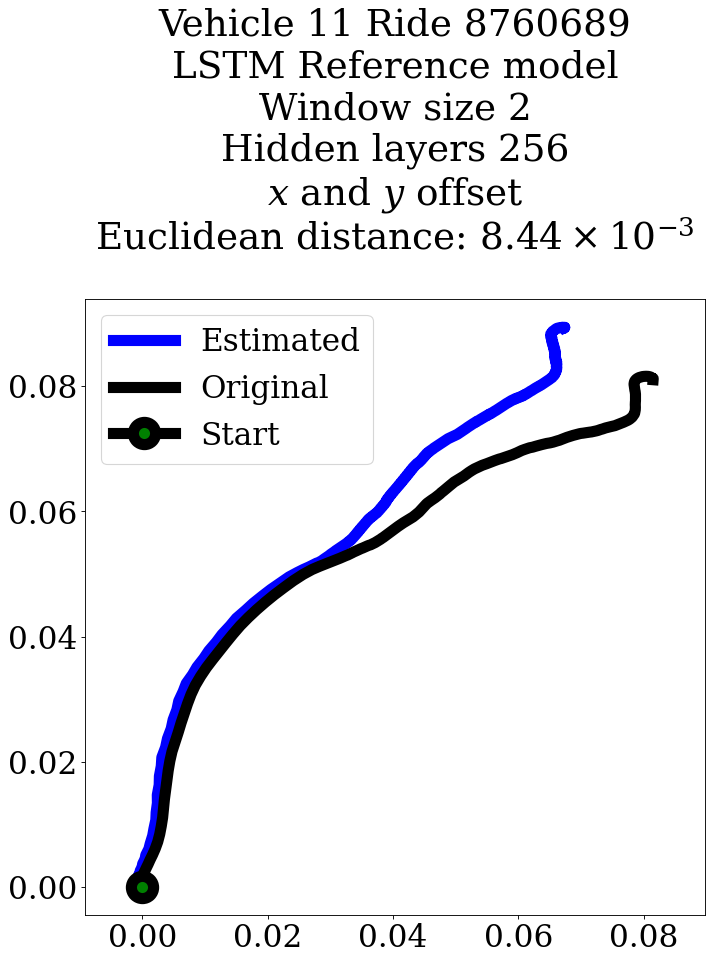 Vehicle 11 Ride 8760689
LSTM Reference model
Window size 2
Hidden layers 256
x and y offset
Euclidean distance: 8.44 × 10⁻³
Estimated
Original
Start
0.08
0.06
0.04
0.02
0.00
0.00 0.02 0.04 0.06 0.08